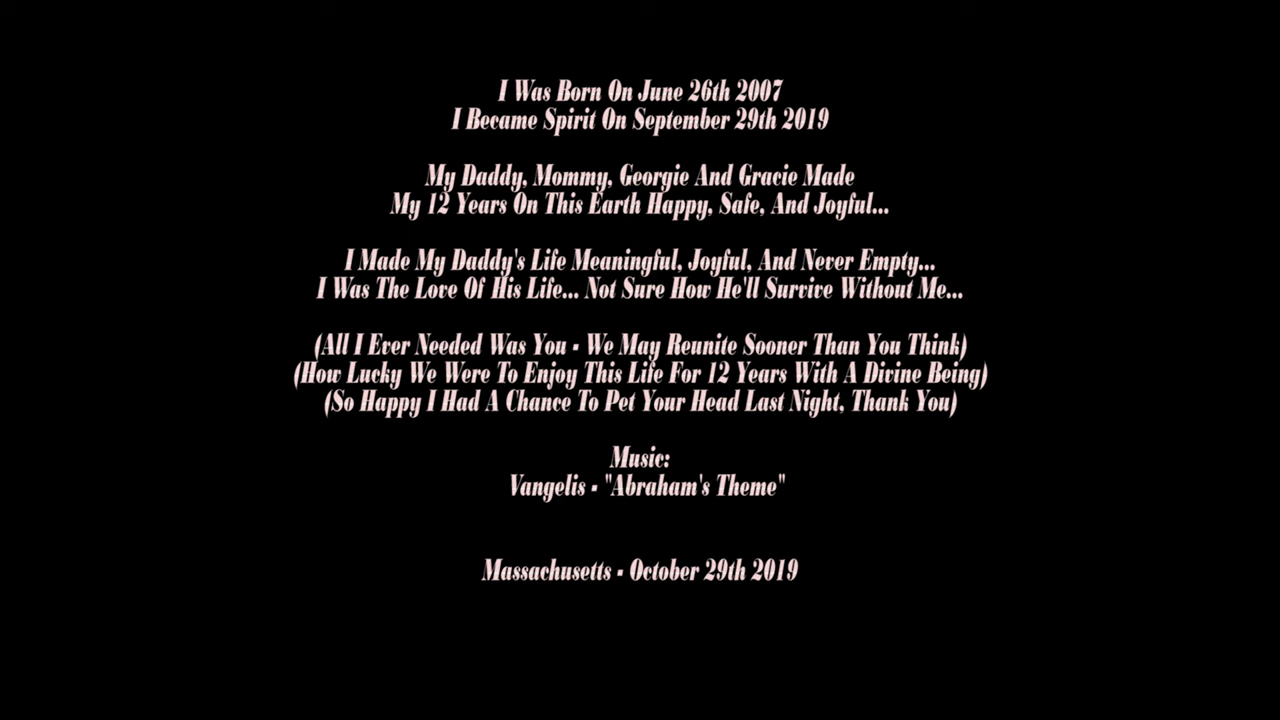 I Was Born On June 26th 2007
I Became Spirit On September 29th 2019
My Daddy, Mommy, Georgie And Gracie Made
My 12 Years On This Earth Happy, Safe, And Joyful...
I Made My Daddy's Life Meaningful, Joyful, And Never Empty...
I Was The Love Of His Life... Not Sure How He'll Survive Without Me...
(All I Ever Needed Was You - We May Reunite Sooner Than You Think)
(How Lucky We Were To Enjoy This Life For 12 Years With A Divine Being)
(So Happy I Had A Chance To Pet Your Head Last Night, Thank You)
Music:
Vangelis - "Abraham's Theme"
Massachusetts - October 29th 2019